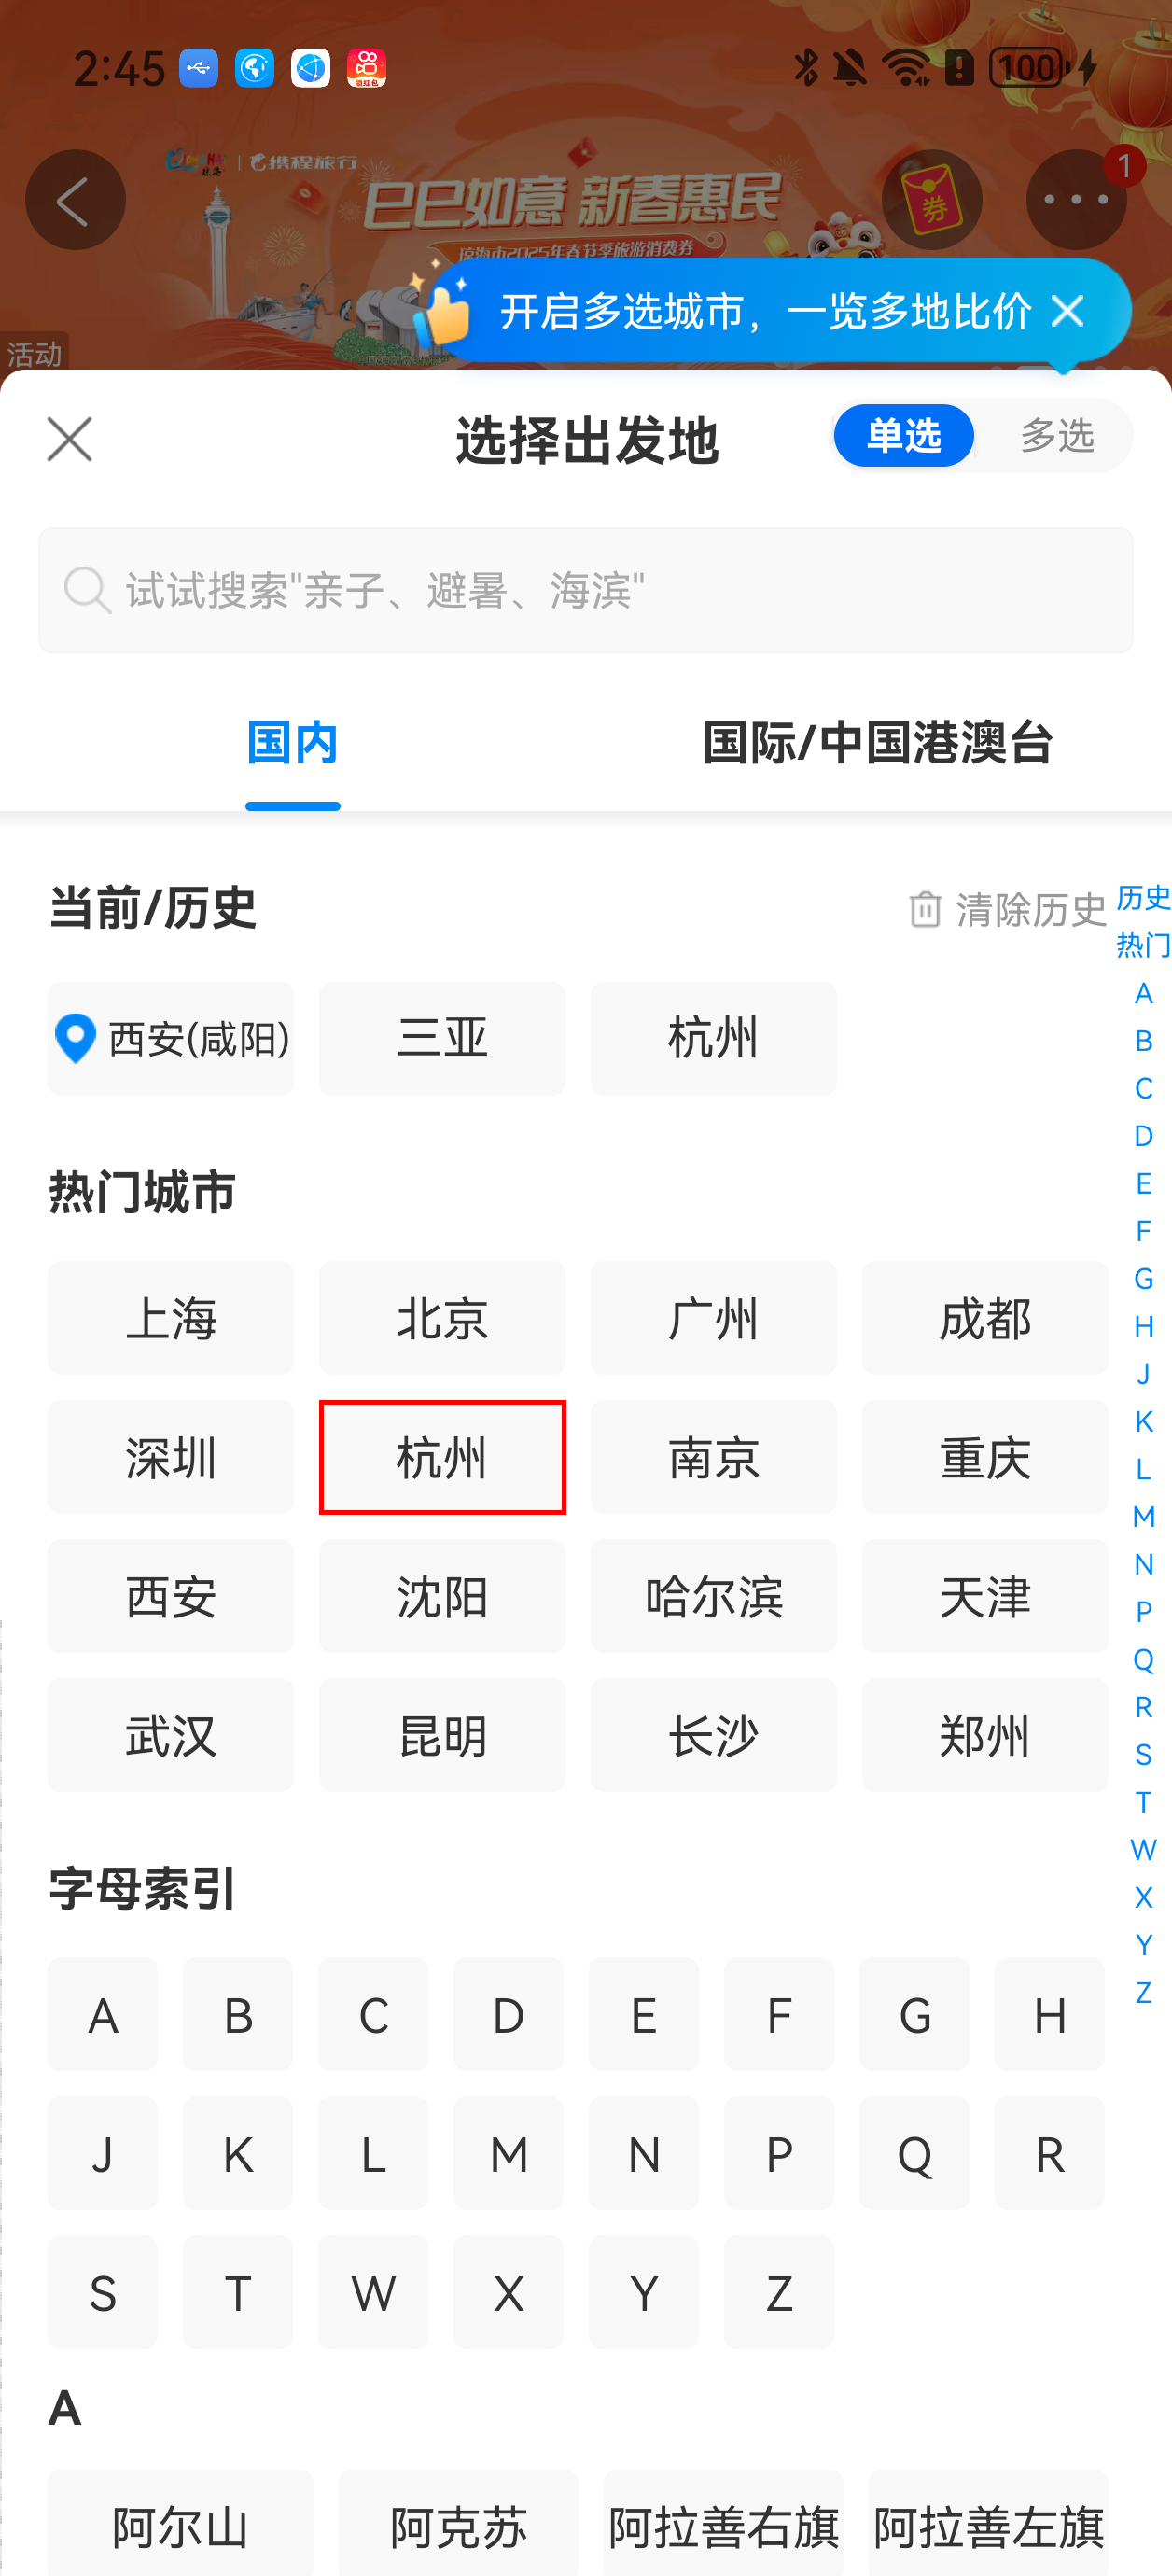 2:45
领红包
100
携程旅行
巳巳如意 新春惠民
琼海市2025年春节季旅游消费券
券
1
开启多选城市，一览多地比价
活动
选择出发地
单选
多选
试试搜索"亲子、避暑、海滨"
国内
国际/中国港澳台
当前/历史
清除历史
西安(咸阳)
三亚
杭州
热门城市
上海
北京
广州
成都
深圳
杭州
南京
重庆
西安
沈阳
哈尔滨
天津
武汉
昆明
长沙
郑州
字母索引
A B C D E F G H
J K L M N P Q R
S T W X Y Z
A
阿尔山
阿克苏
阿拉善右旗
阿拉善左旗
历史
热门
A
B
C
D
E
F
G
H
J
K
L
M
N
P
Q
R
S
T
W
X
Y
Z